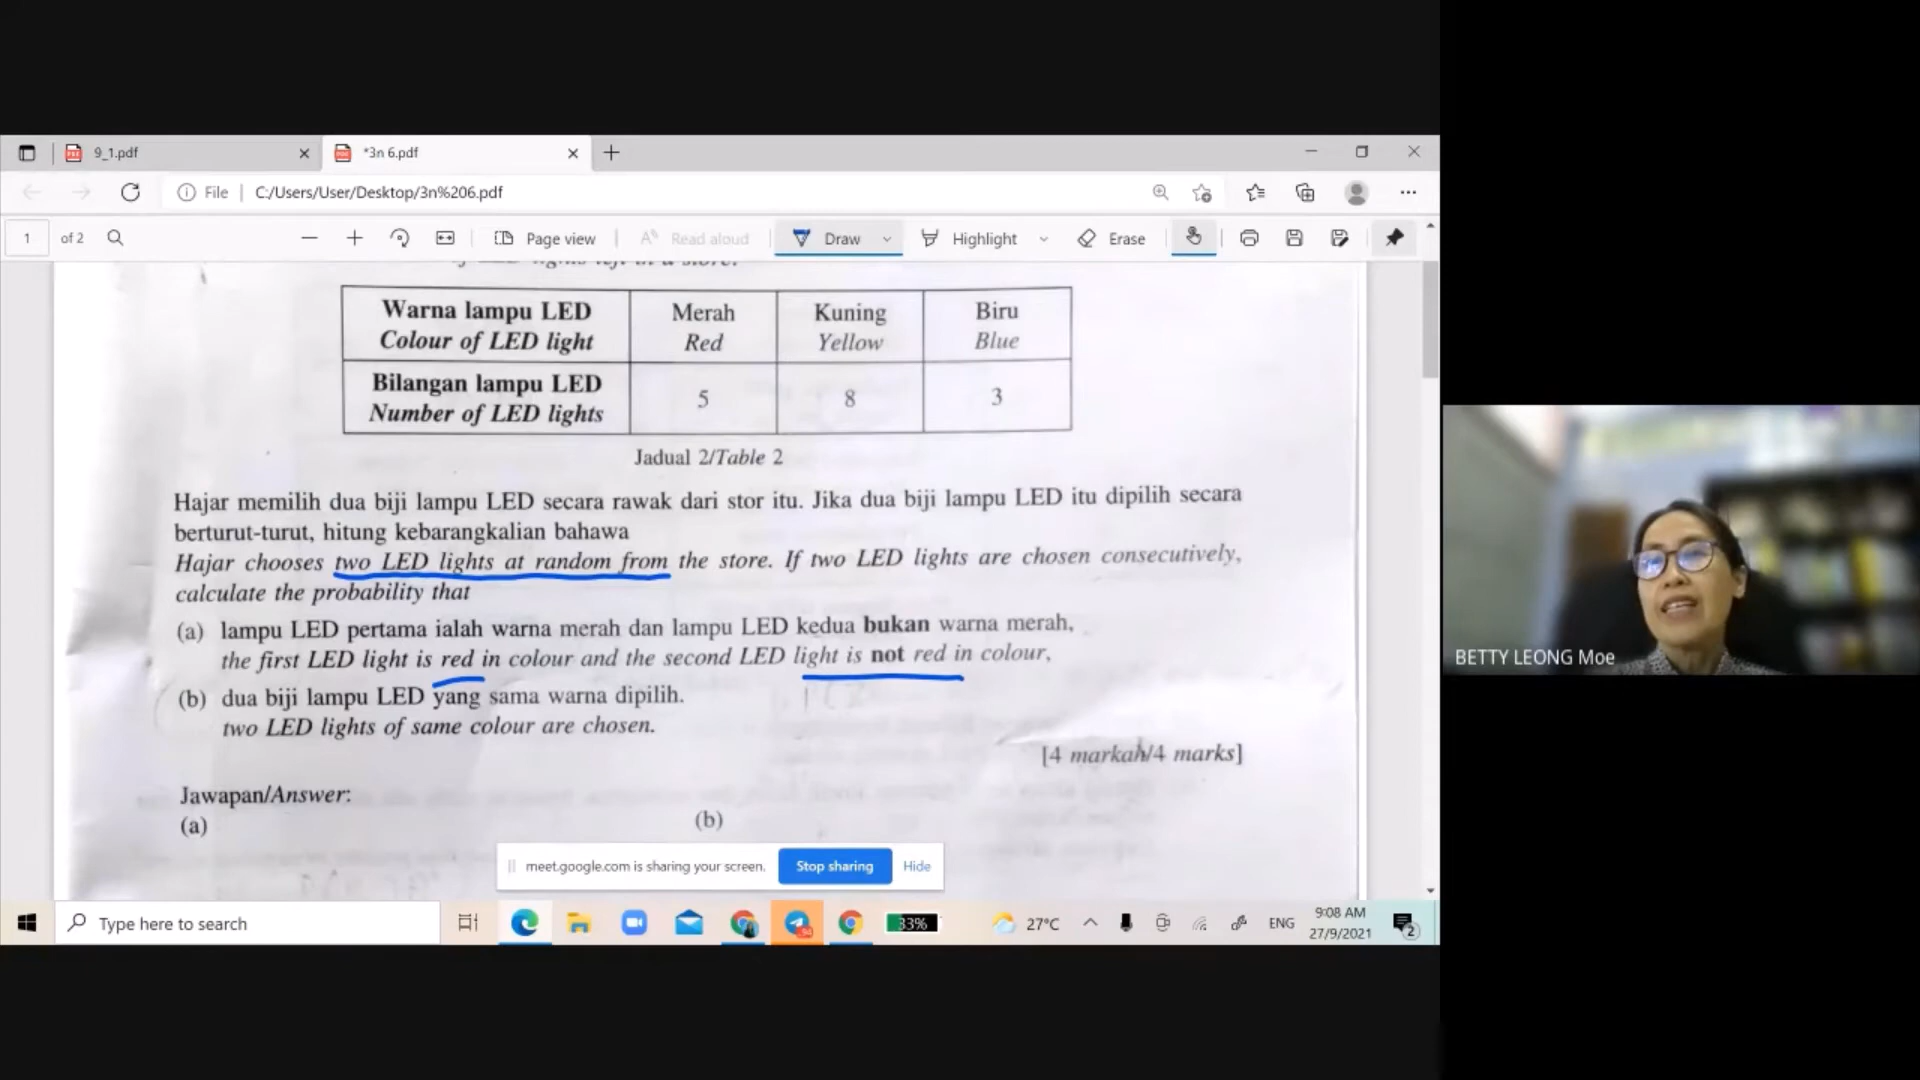 9_1.pdf
*3n 6.pdf
File
C:/Users/User/Desktop/3n%206.pdf
1 of 2
Page view
Read aloud
Draw
Highlight
Erase
of LED lights left in a store.
Warna lampu LED Merah Kuning Biru
Colour of LED light Red Yellow Blue
Bilangan lampu LED
Number of LED lights 5 8 3
Jadual 2/Table 2
Hajar memilih dua biji lampu LED secara rawak dari stor itu. Jika dua biji lampu LED itu dipilih secara
berturut-turut, hitung kebarangkalian bahawa
Hajar chooses two LED lights at random from the store. If two LED lights are chosen consecutively,
calculate the probability that
(a) lampu LED pertama ialah warna merah dan lampu LED kedua bukan warna merah,
the first LED light is red in colour and the second LED light is not red in colour,
(b) dua biji lampu LED yang sama warna dipilih.
two LED lights of same colour are chosen.
[4 markah/4 marks]
Jawapan/Answer:
(a) (b)
meet.google.com is sharing your screen. Stop sharing Hide
BETTY LEONG Moe
Type here to search
33%
27°C
ENG
9:08 AM
27/9/2021
2